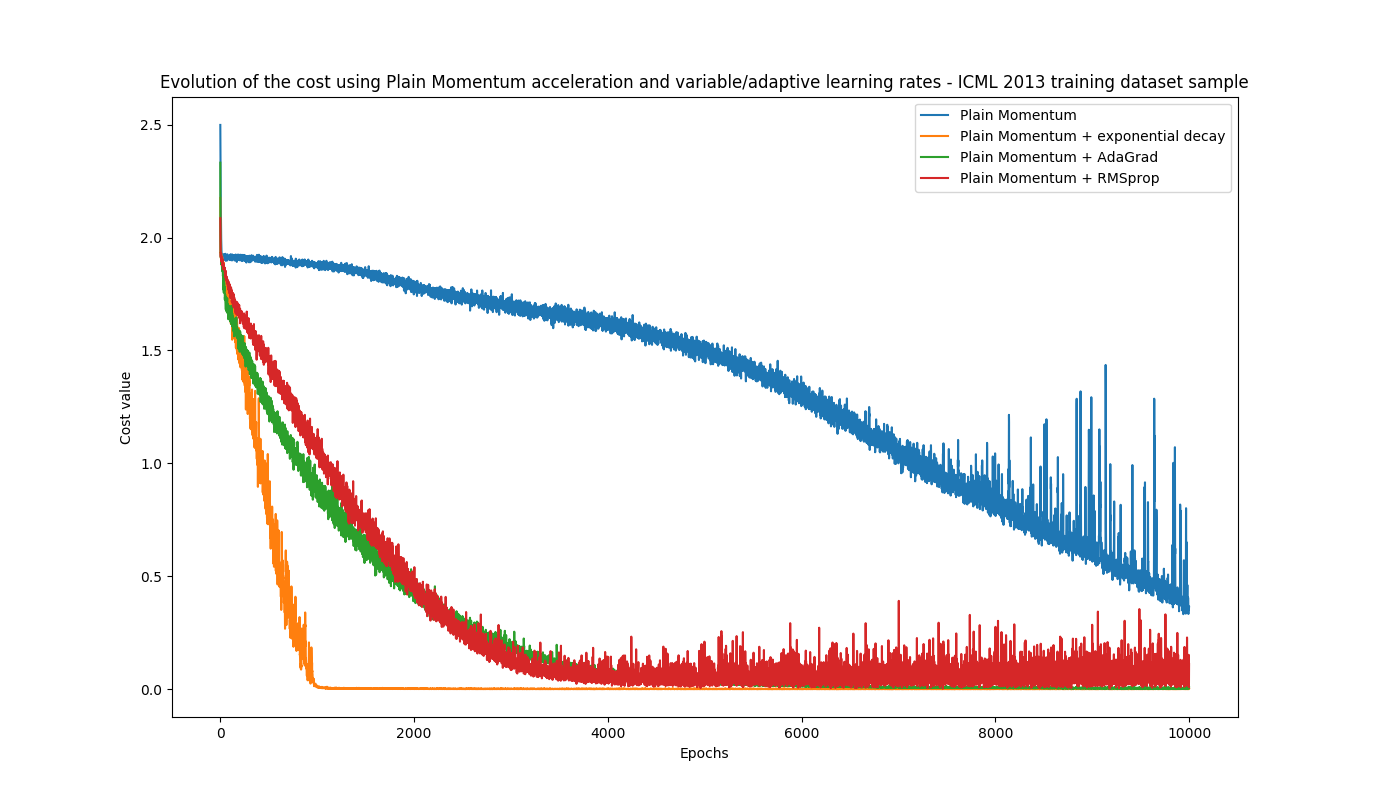 Evolution of the cost using Plain Momentum acceleration and variable/adaptive learning rates - ICML 2013 training dataset sample
Plain Momentum
Plain Momentum + exponential decay
Plain Momentum + AdaGrad
Plain Momentum + RMSprop
Cost value
2.5
2.0
1.5
1.0
0.5
0.0
0 2000 4000 6000 8000 10000
Epochs